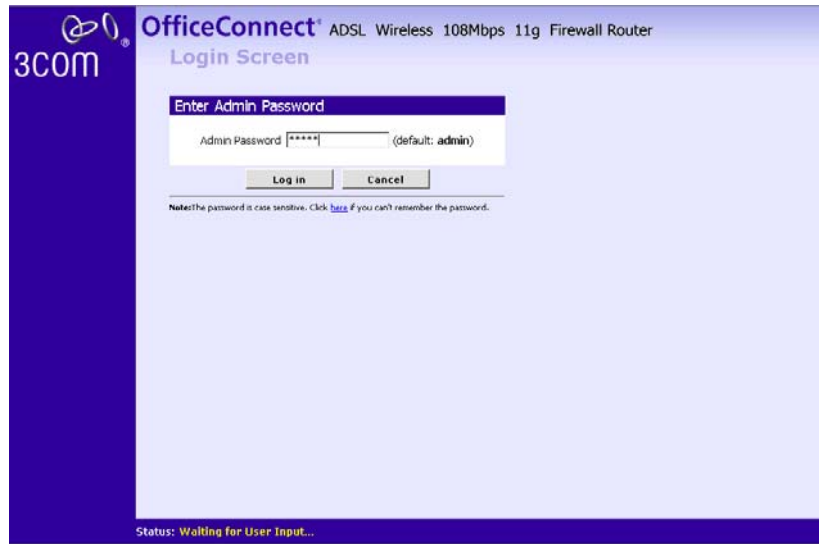 3COM®
OfficeConnect® ADSL Wireless 108Mbps 11g Firewall Router
Login Screen
Enter Admin Password
Admin Password ***** (default: admin)
Log in Cancel
Note:The password is case sensitive. Click here if you can't remember the password.
Status: Waiting for User Input...